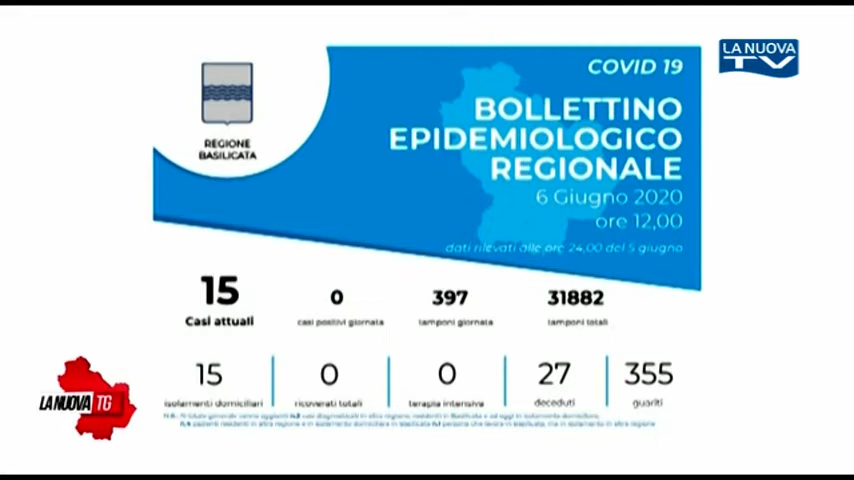 LA NUOVA
TV
COVID 19
REGIONE
BASILICATA
BOLLETTINO
EPIDEMIOLOGICO
REGIONALE
6 Giugno 2020
ore 12,00
dati rilevati alle ore 24,00 del 5 giugno
15
0
397
31882
Casi attuali
casi positivi giornata
tamponi giornata
tamponi totali
15
0
0
27
355
isolamenti domiciliari
ricoverati totali
terapia intensiva
deceduti
guariti
LA NUOVA TG